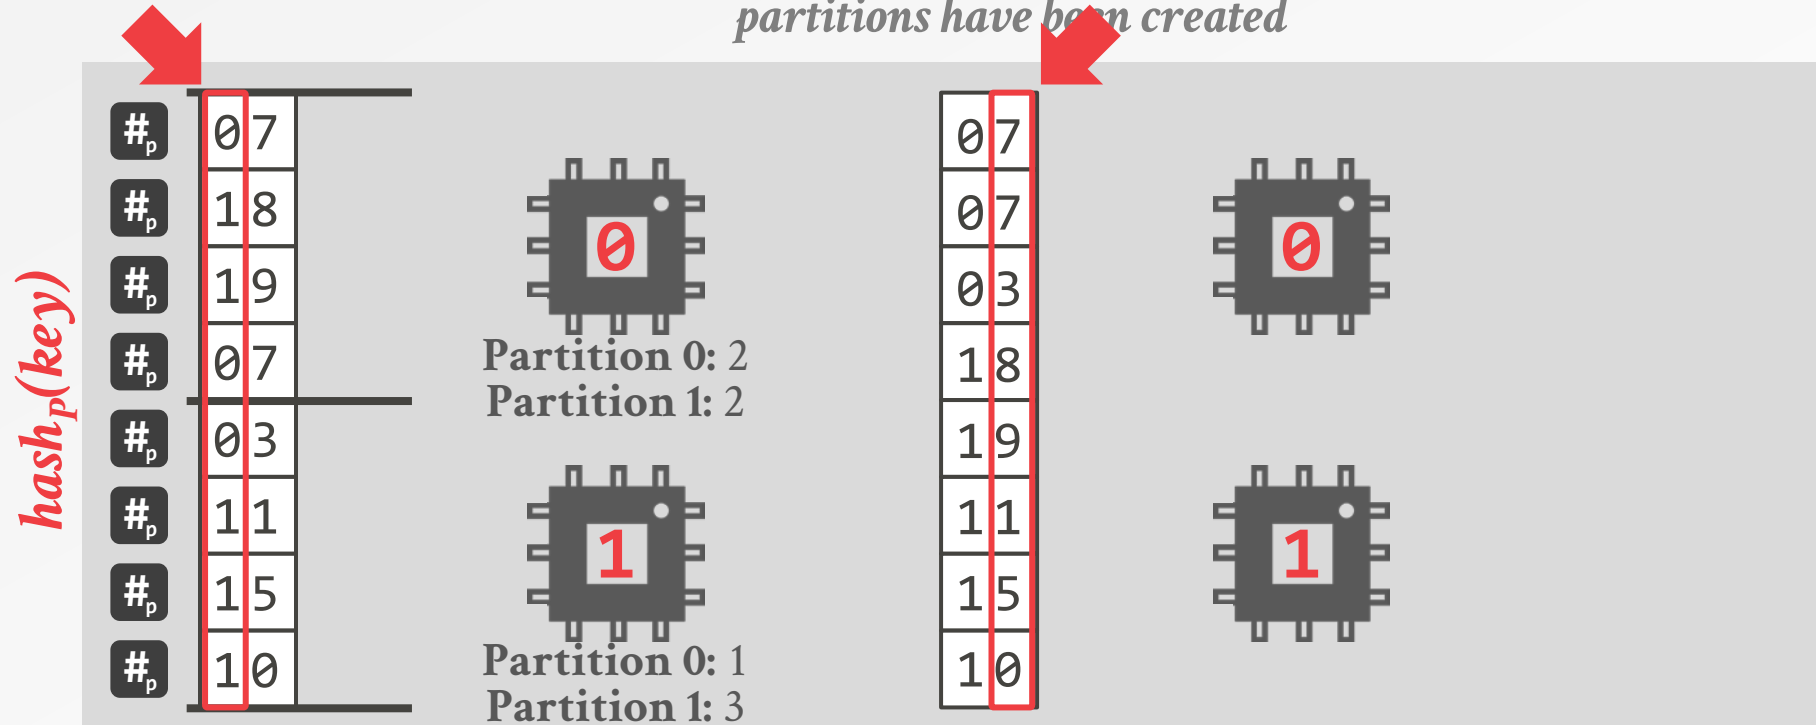 partitions have been created
hash_p(key)
#p 07
#p 18
#p 19
#p 07
#p 03
#p 11
#p 15
#p 10
0
Partition 0: 2
Partition 1: 2
1
Partition 0: 1
Partition 1: 3
07
07
03
18
19
11
15
10
0
1